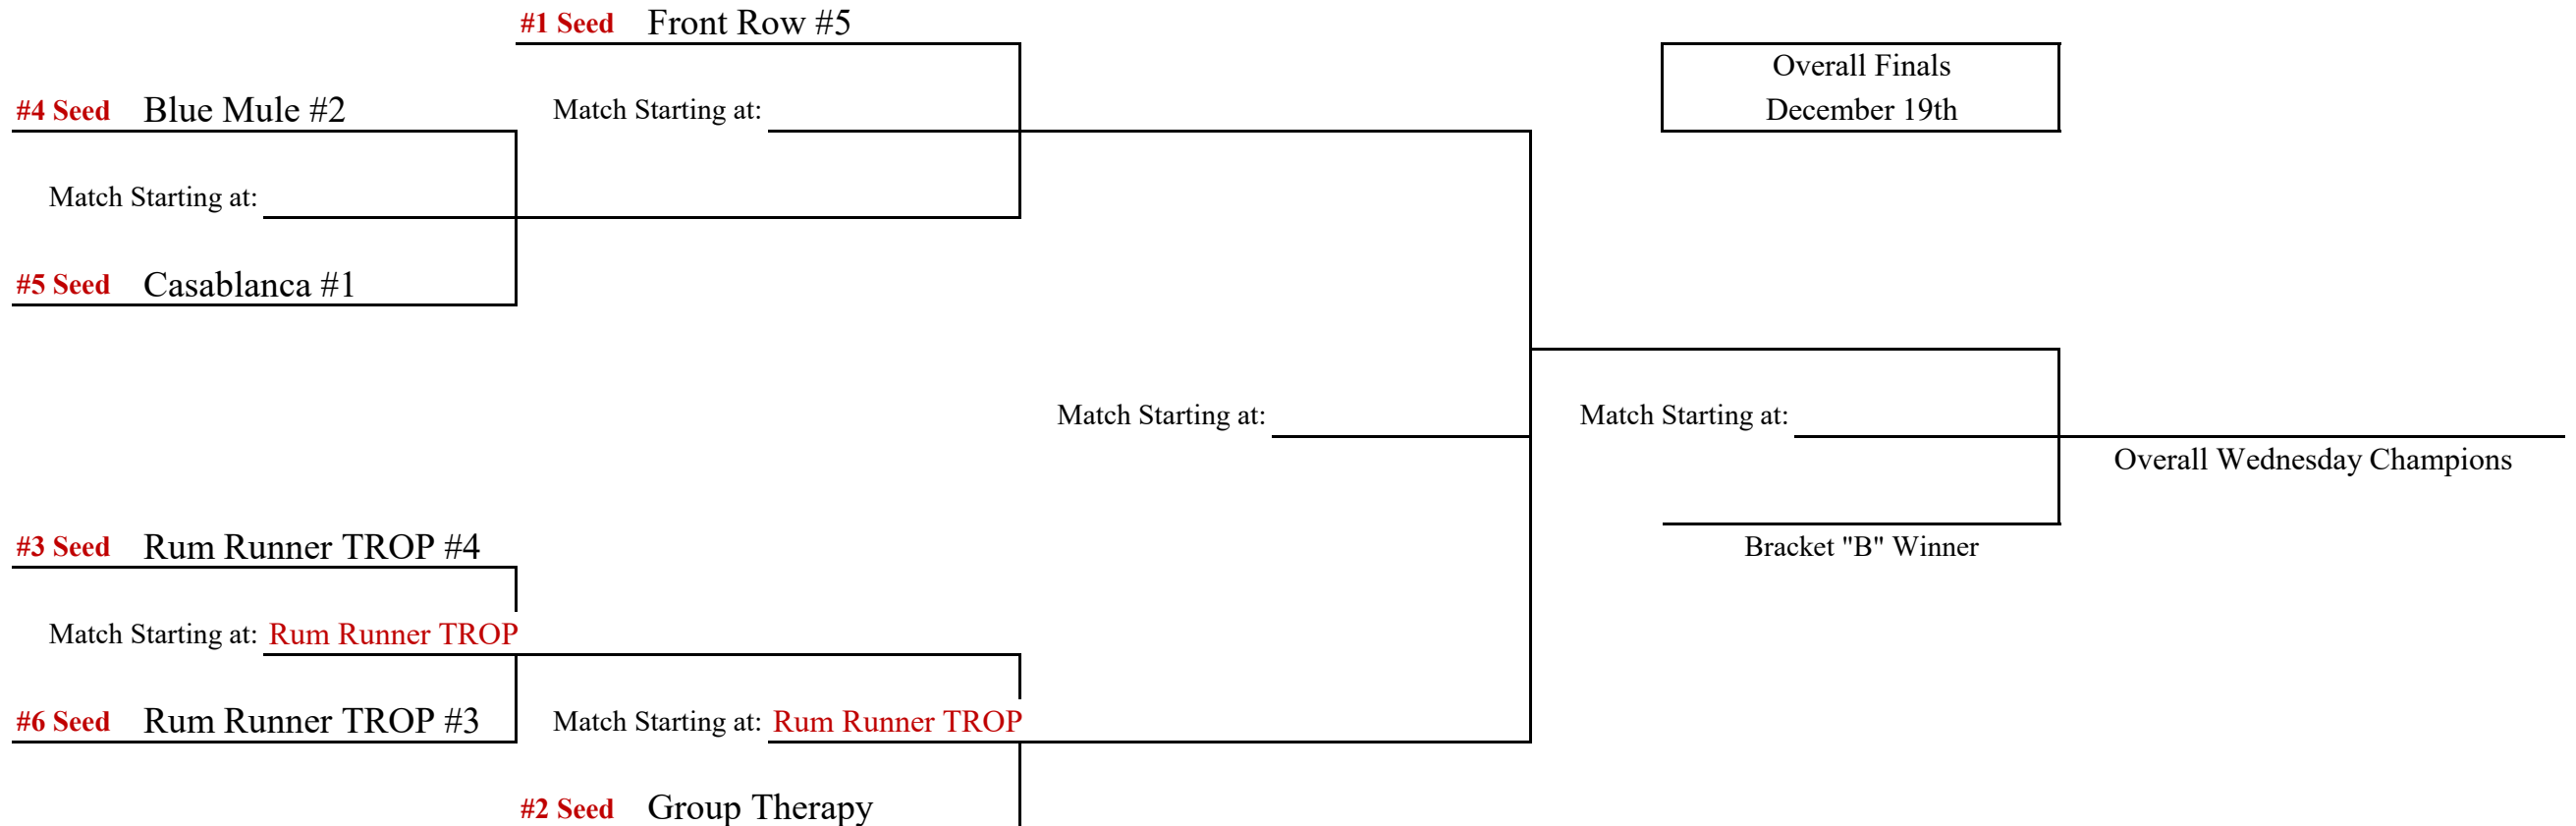 #1 Seed Front Row #5
Overall Finals
#4 Seed Blue Mule #2 Match Starting at: December 19th
Match Starting at:
#5 Seed Casablanca #1
Match Starting at: Match Starting at:
Overall Wednesday Champions
#3 Seed Rum Runner TROP #4 Bracket "B" Winner
Match Starting at: Rum Runner TROP
#6 Seed Rum Runner TROP #3 Match Starting at: Rum Runner TROP
#2 Seed Group Therapy